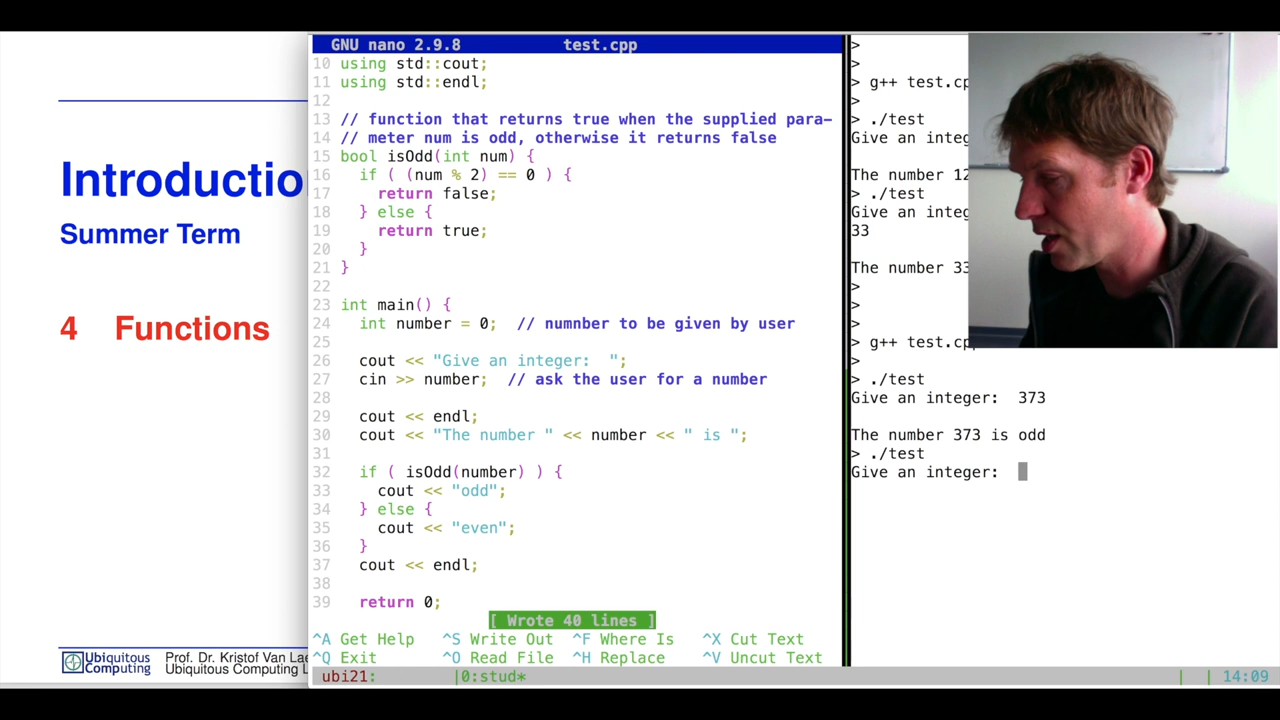 Introductio
Summer Term
4 Functions
Ubiquitous
Computing
Prof. Dr. Kristof Van Lae
Ubiquitous Computing L
GNU nano 2.9.8 test.cpp
10 using std::cout;
11 using std::endl;
12
13 // function that returns true when the supplied para-
14 // meter num is odd, otherwise it returns false
15 bool isOdd(int num) {
16 if ( (num % 2) == 0 ) {
17 return false;
18 } else {
19 return true;
20 }
21 }
22
23 int main() {
24 int number = 0; // numnber to be given by user
25
26 cout << "Give an integer:  ";
27 cin >> number; // ask the user for a number
28
29 cout << endl;
30 cout << "The number " << number << " is ";
31
32 if ( isOdd(number) ) {
33 cout << "odd";
34 } else {
35 cout << "even";
36 }
37 cout << endl;
38
39 return 0;
[ Wrote 40 lines ]
^A Get Help ^S Write Out ^F Where Is ^X Cut Text
^Q Exit ^O Read File ^H Replace ^V Uncut Text
ubi21: |0:stud* | | 14:09
>
>
> g++ test.cp
>
> ./test
Give an integ
The number 12
> ./test
Give an integ
33
The number 33
>
>
>
> g++ test.cpp
>
> ./test
Give an integer:  373
The number 373 is odd
> ./test
Give an integer: